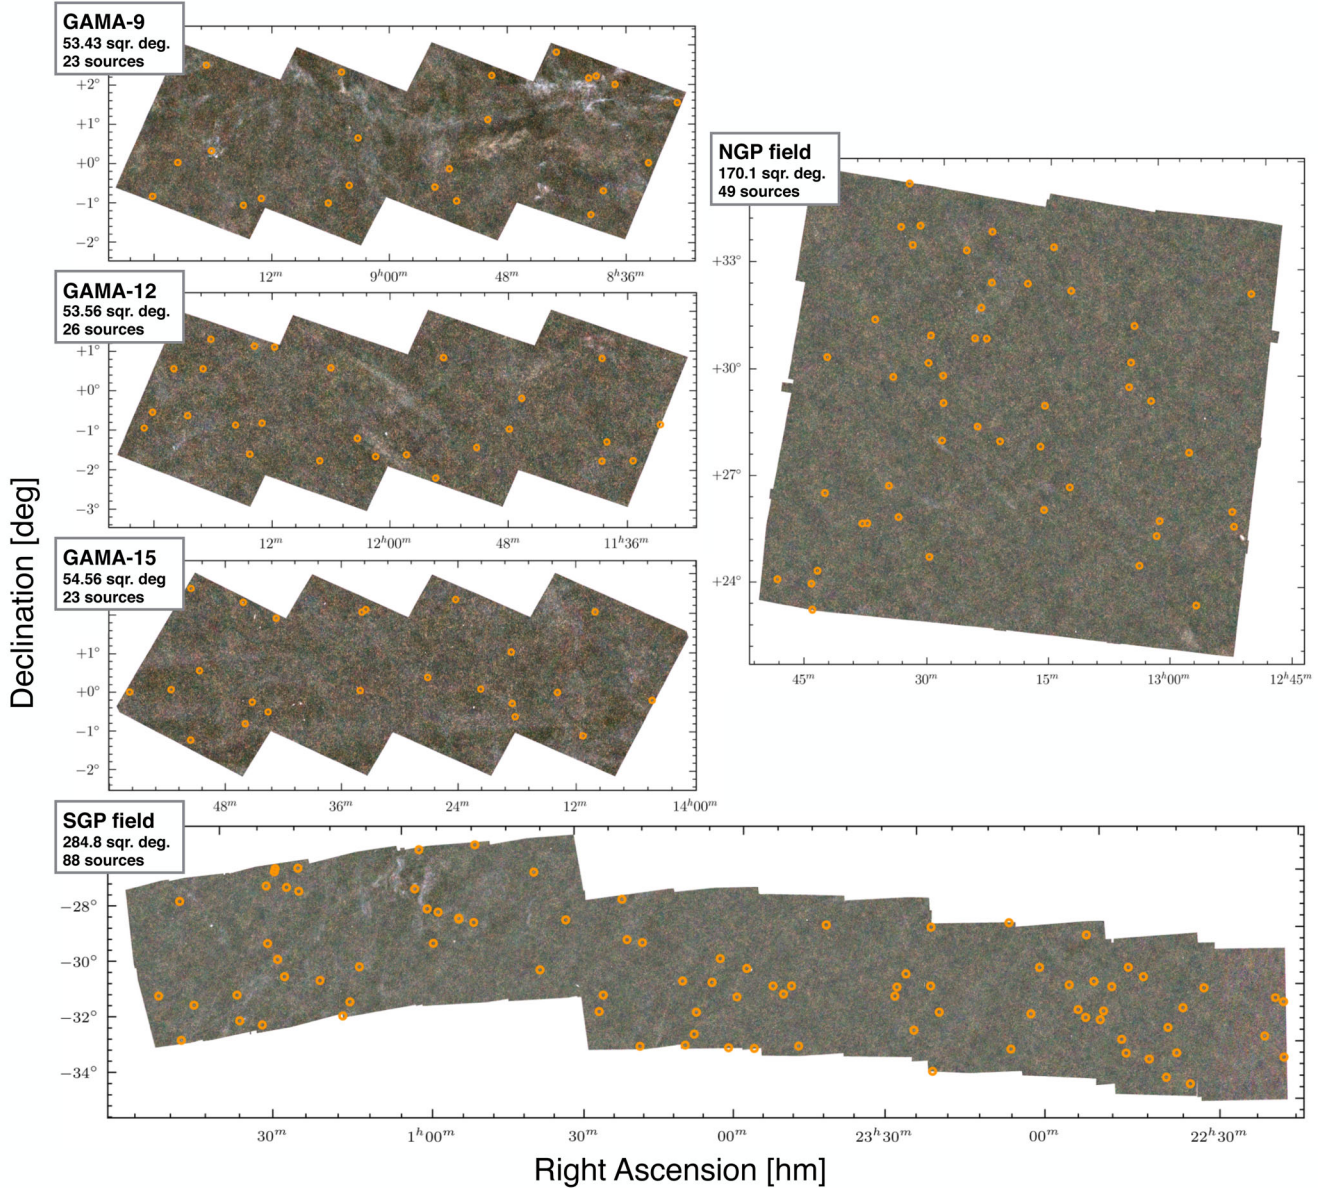 GAMA-9
53.43 sqr. deg.
23 sources
+2°
+1°
+0°
−1°
−2°
12ᵐ
9ʰ00ᵐ
48ᵐ
8ʰ36ᵐ
GAMA-12
53.56 sqr. deg.
26 sources
+1°
+0°
−1°
−2°
−3°
12ᵐ
12ʰ00ᵐ
48ᵐ
11ʰ36ᵐ
GAMA-15
54.56 sqr. deg
23 sources
+1°
+0°
−1°
−2°
48ᵐ
36ᵐ
24ᵐ
12ᵐ
14ʰ00ᵐ
NGP field
170.1 sqr. deg.
49 sources
+33°
+30°
+27°
+24°
45ᵐ
30ᵐ
15ᵐ
13ʰ00ᵐ
12ʰ45ᵐ
SGP field
284.8 sqr. deg.
88 sources
−28°
−30°
−32°
−34°
30ᵐ
1ʰ00ᵐ
30ᵐ
00ᵐ
23ʰ30ᵐ
00ᵐ
22ʰ30ᵐ
Declination [deg]
Right Ascension [hm]